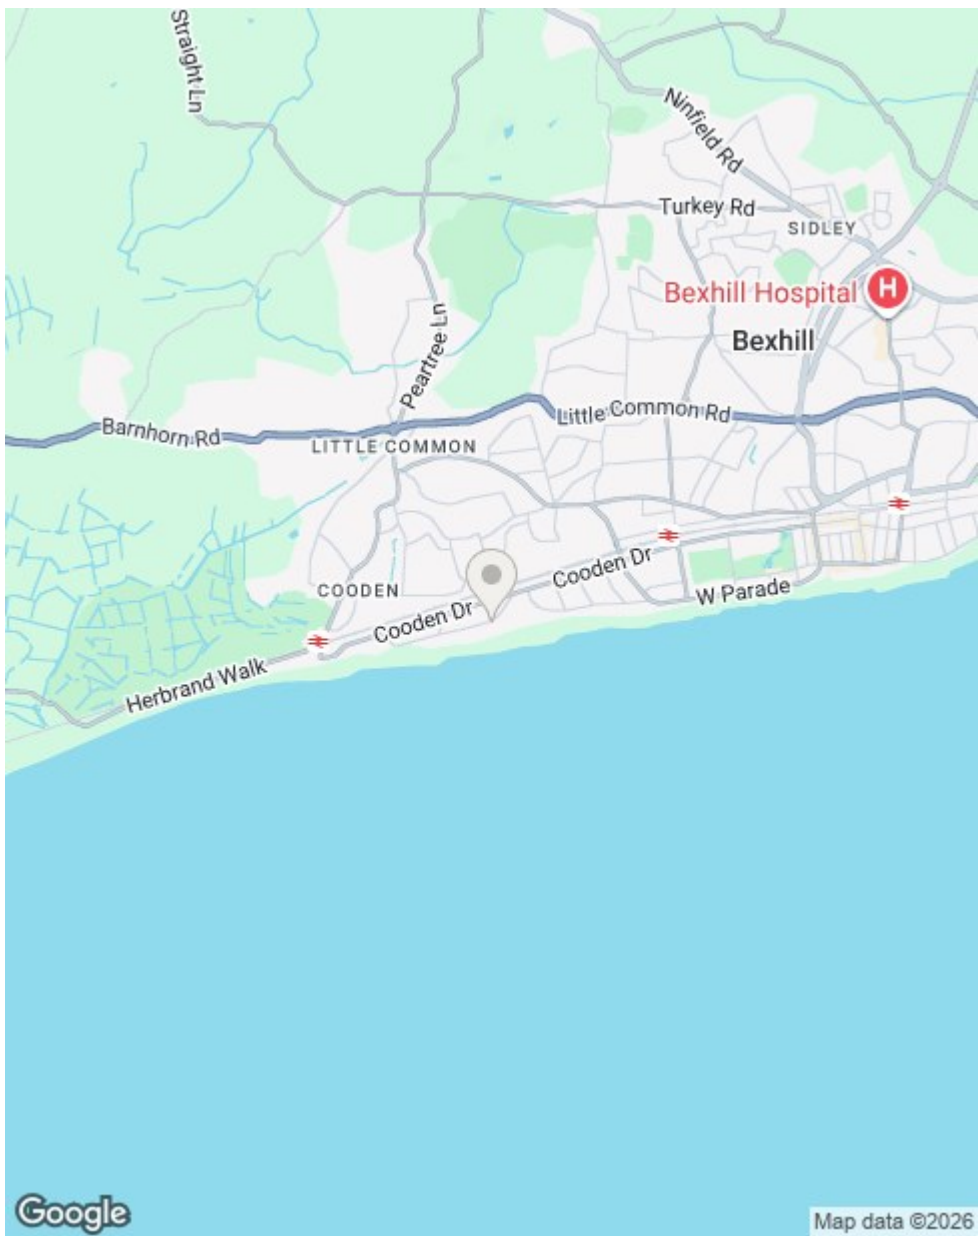 Straight Ln
Ninfield Rd
Turkey Rd
SIDLEY
Bexhill Hospital
H
Bexhill
Peartree Ln
Little Common Rd
Barnhorn Rd
LITTLE COMMON
Cooden Dr
COODEN
W Parade
Cooden Dr
Herbrand Walk
Google
Map data ©2026